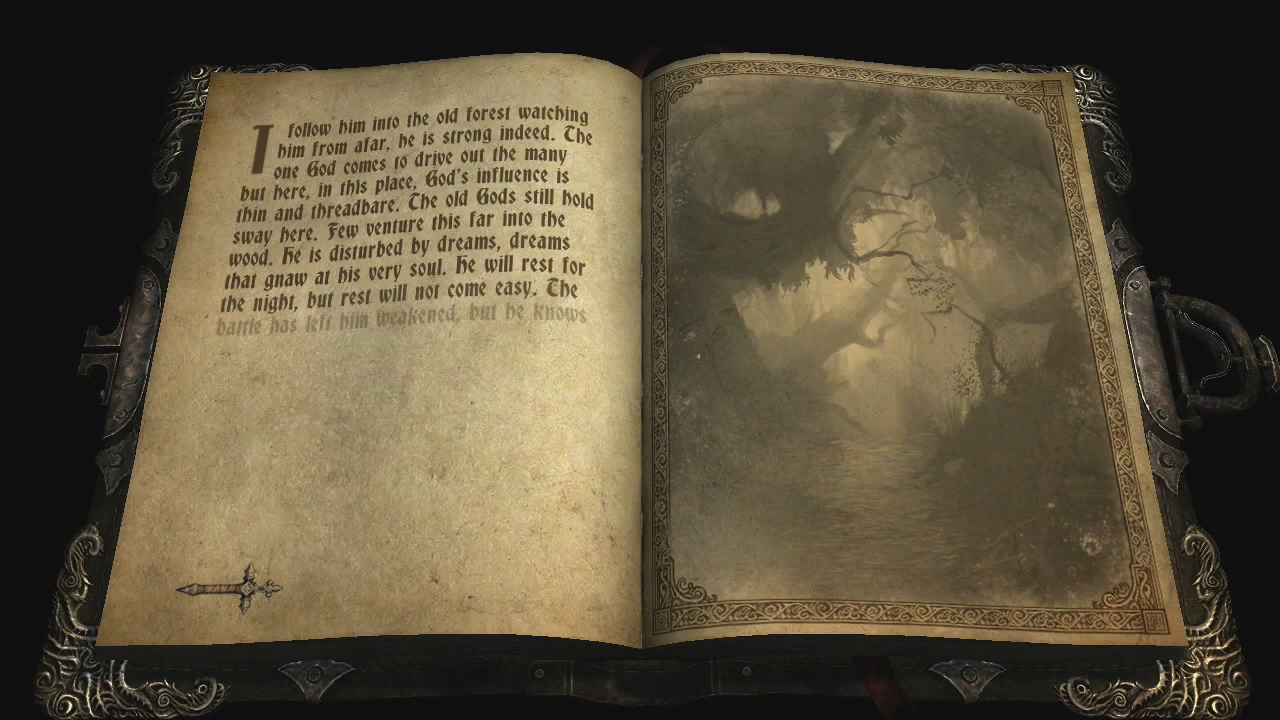 I follow him into the old forest watching
him from afar, he is strong indeed. The
one God comes to drive out the many
but here, in this place, God's influence is
thin and threadbare. The old Gods still hold
sway here. Few venture this far into the
wood. He is disturbed by dreams, dreams
that gnaw at his very soul. He will rest for
the night, but rest will not come easy. The
battle has left him weakened, but he knows